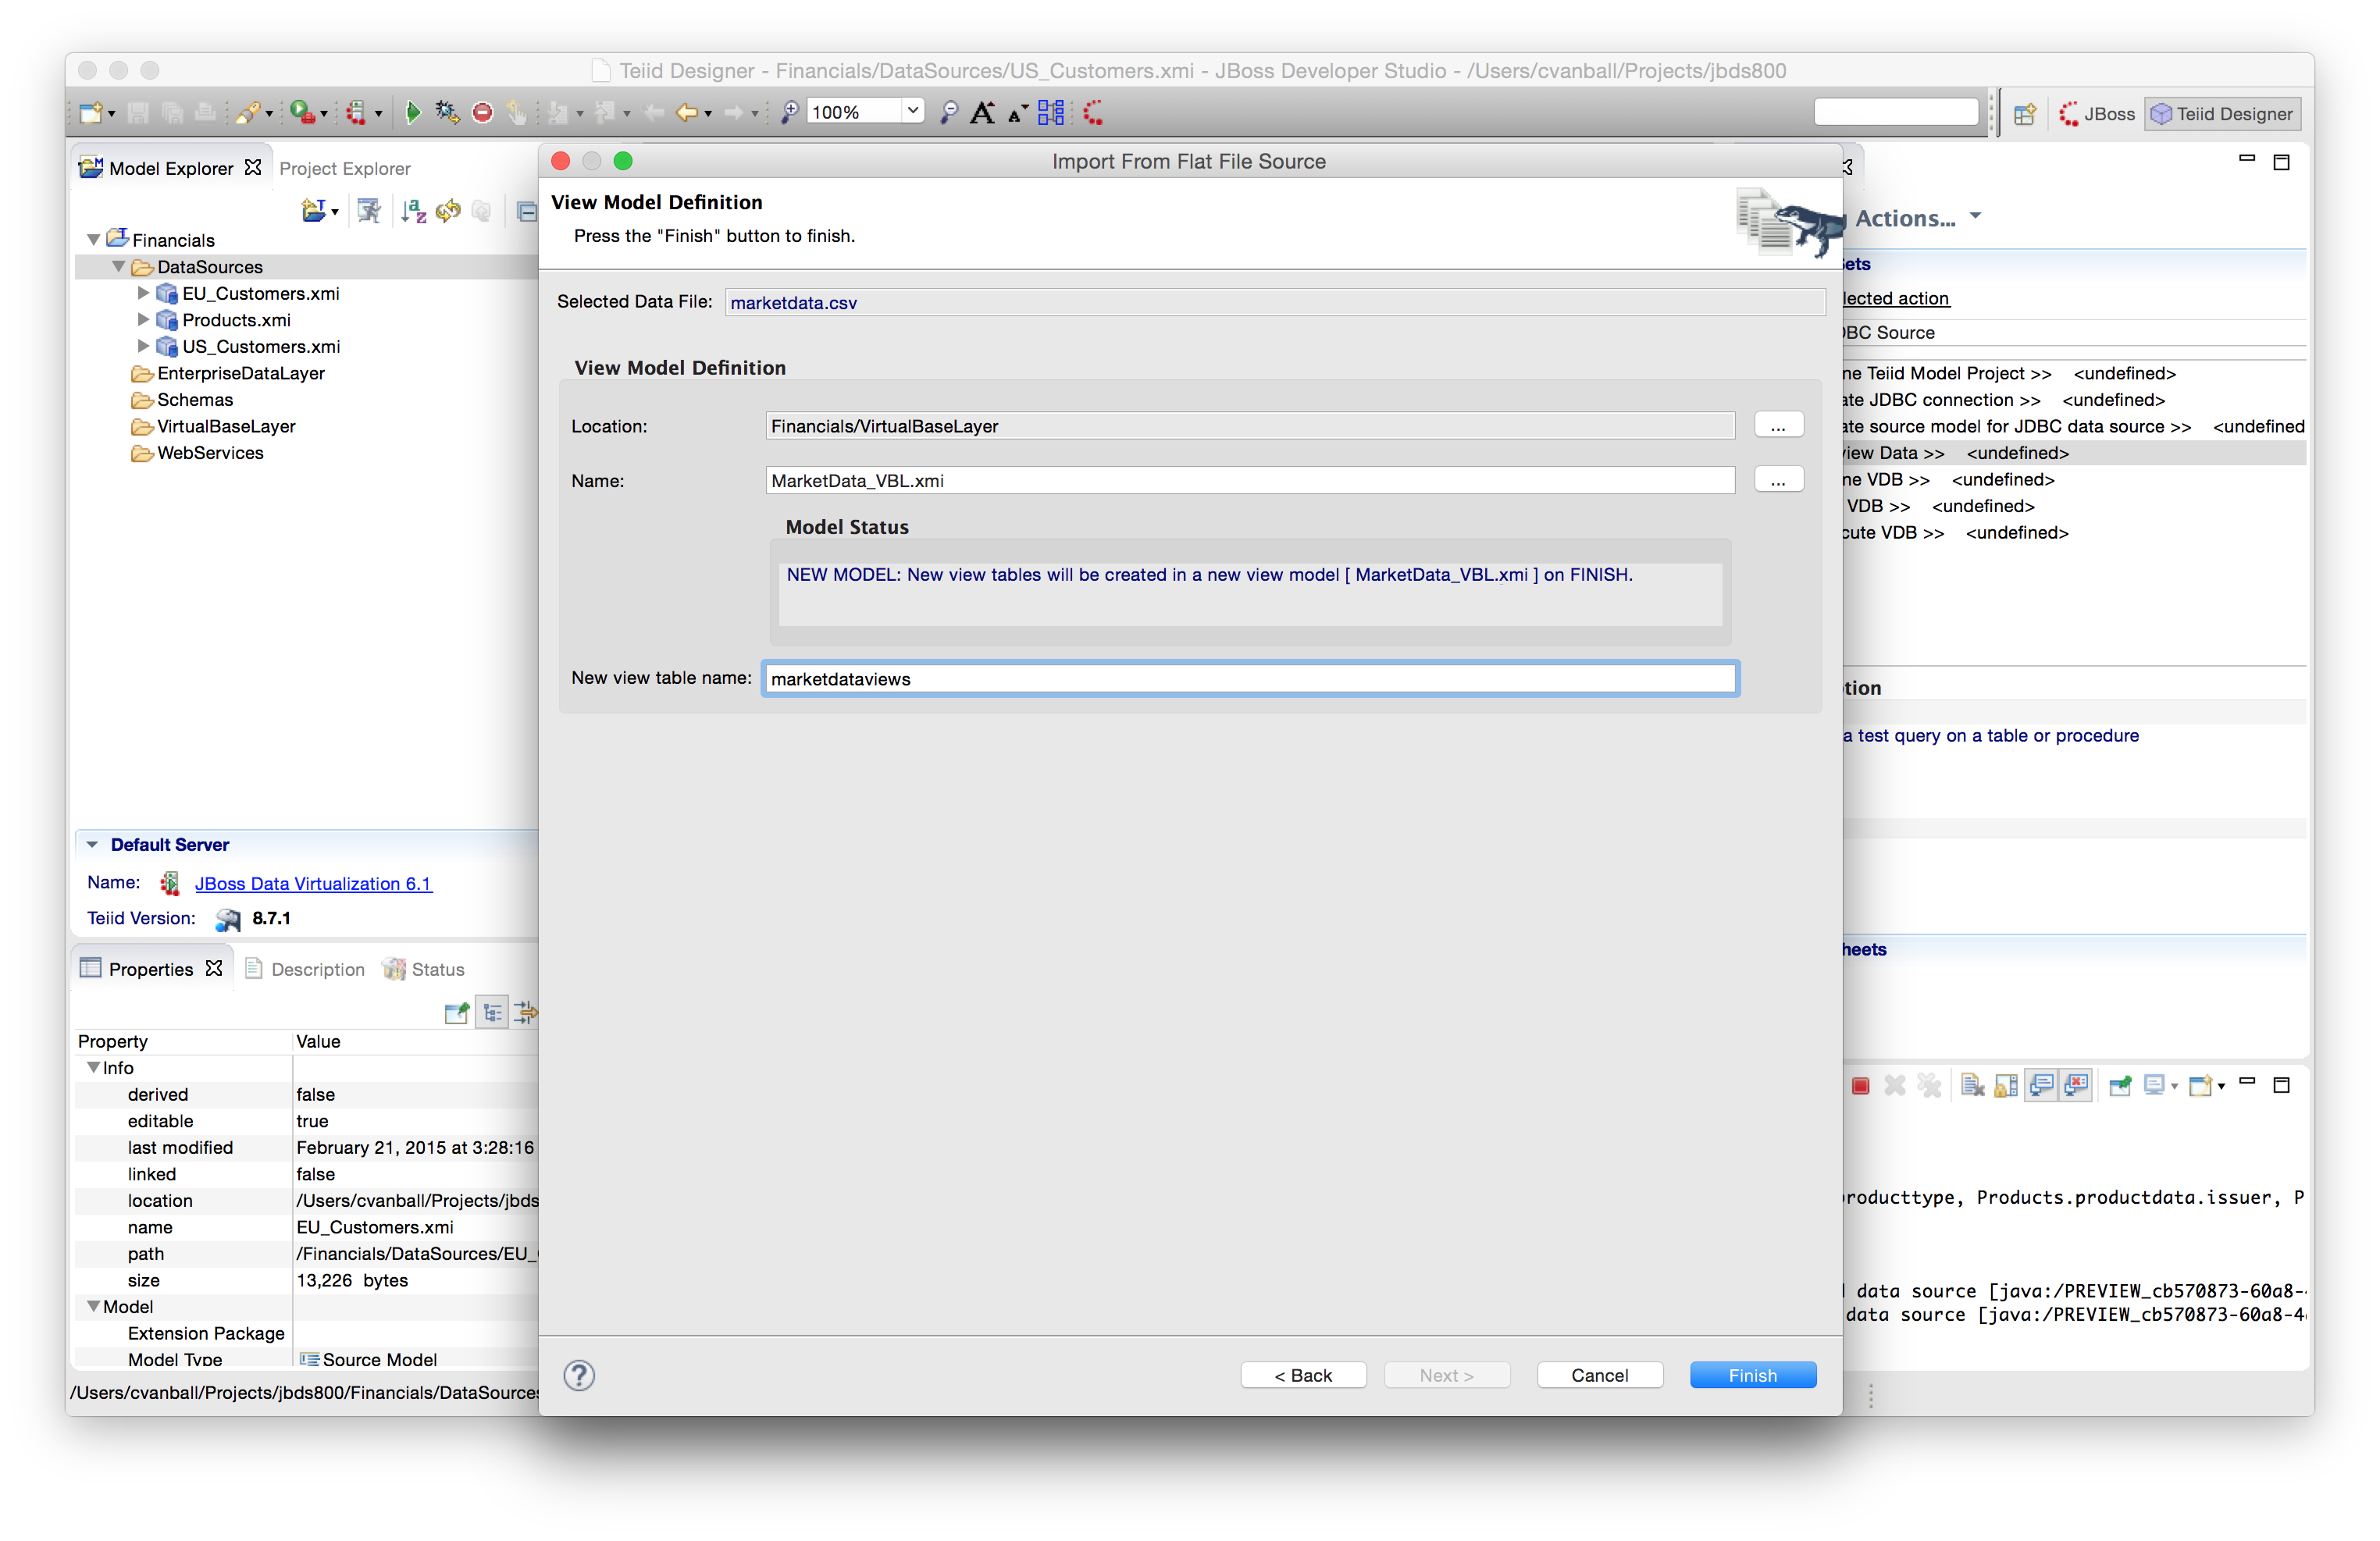 Teiid Designer - Financials/DataSources/US_Customers.xmi - JBoss Developer Studio - /Users/cvanball/Projects/jbds800
100%
JBoss
Teiid Designer
Model Explorer
Project Explorer
Financials
DataSources
EU_Customers.xmi
Products.xmi
US_Customers.xmi
EnterpriseDataLayer
Schemas
VirtualBaseLayer
WebServices
Default Server
Name: JBoss Data Virtualization 6.1
Teiid Version: 8.7.1
Properties
Description
Status
Property Value
Info
derived false
editable true
last modified February 21, 2015 at 3:28:16
linked false
location /Users/cvanball/Projects/jbds
name EU_Customers.xmi
path /Financials/DataSources/EU_
size 13,226 bytes
Model
Extension Package
Model Type Source Model
/Users/cvanball/Projects/jbds800/Financials/DataSources
Import From Flat File Source
View Model Definition
Press the "Finish" button to finish.
Selected Data File: marketdata.csv
View Model Definition
Location: Financials/VirtualBaseLayer ...
Name: MarketData_VBL.xmi ...
Model Status
NEW MODEL: New view tables will be created in a new view model [ MarketData_VBL.xmi ] on FINISH.
New view table name: marketdataviews
?
< Back
Next >
Cancel
Finish
Actions...
ets
lected action
BC Source
ne Teiid Model Project >> <undefined>
ate JDBC connection >> <undefined>
ate source model for JDBC data source >> <undefined
iew Data >> <undefined>
ne VDB >> <undefined>
VDB >> <undefined>
cute VDB >> <undefined>
tion
a test query on a table or procedure
heets
roducttype, Products.productdata.issuer, P
data source [java:/PREVIEW_cb570873-60a8-
data source [java:/PREVIEW_cb570873-60a8-4